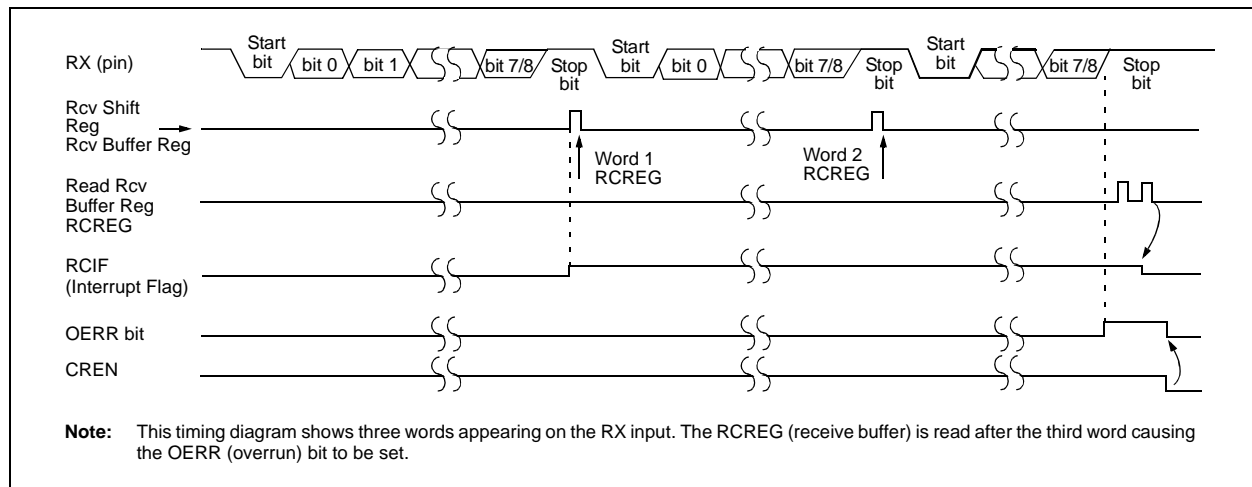 RX (pin)
Start
bit
bit 0
bit 1
bit 7/8
Stop
bit
Start
bit
bit 0
bit 7/8
Stop
bit
Start
bit
bit 7/8
Stop
bit
Rcv Shift
Reg
Rcv Buffer Reg
Word 1
RCREG
Word 2
RCREG
Read Rcv
Buffer Reg
RCREG
RCIF
(Interrupt Flag)
OERR bit
CREN
Note: This timing diagram shows three words appearing on the RX input. The RCREG (receive buffer) is read after the third word causing
the OERR (overrun) bit to be set.